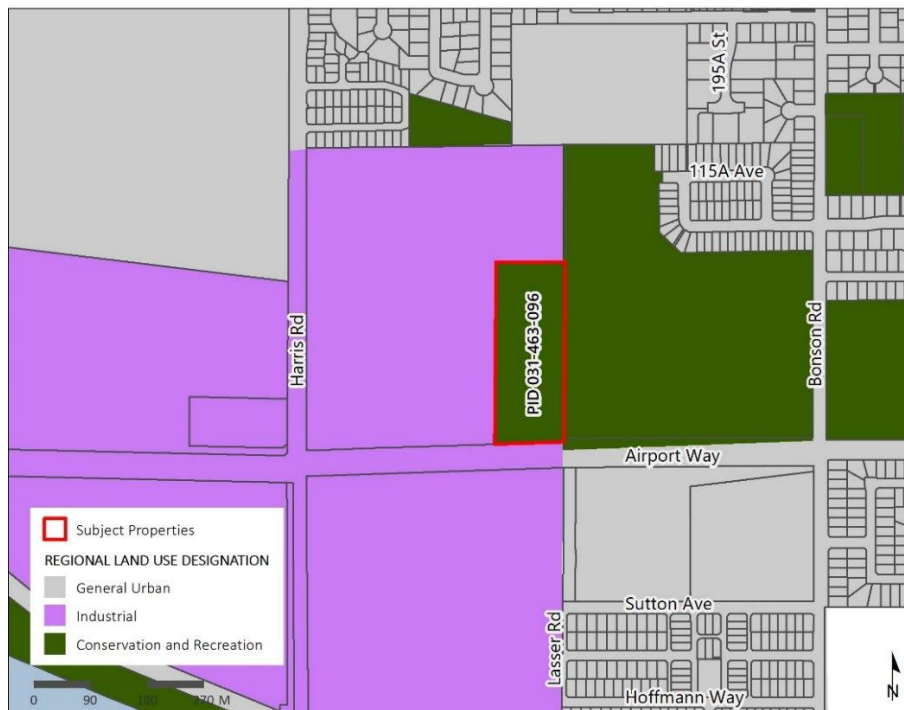 195A St
115A Ave
PID 031-463-096
Harris Rd
Bonson Rd
Airport Way
Subject Properties
REGIONAL LAND USE DESIGNATION
General Urban
Industrial
Conservation and Recreation
Sutton Ave
Lasser Rd
0 90 180 270 M
Hoffmann Way
N